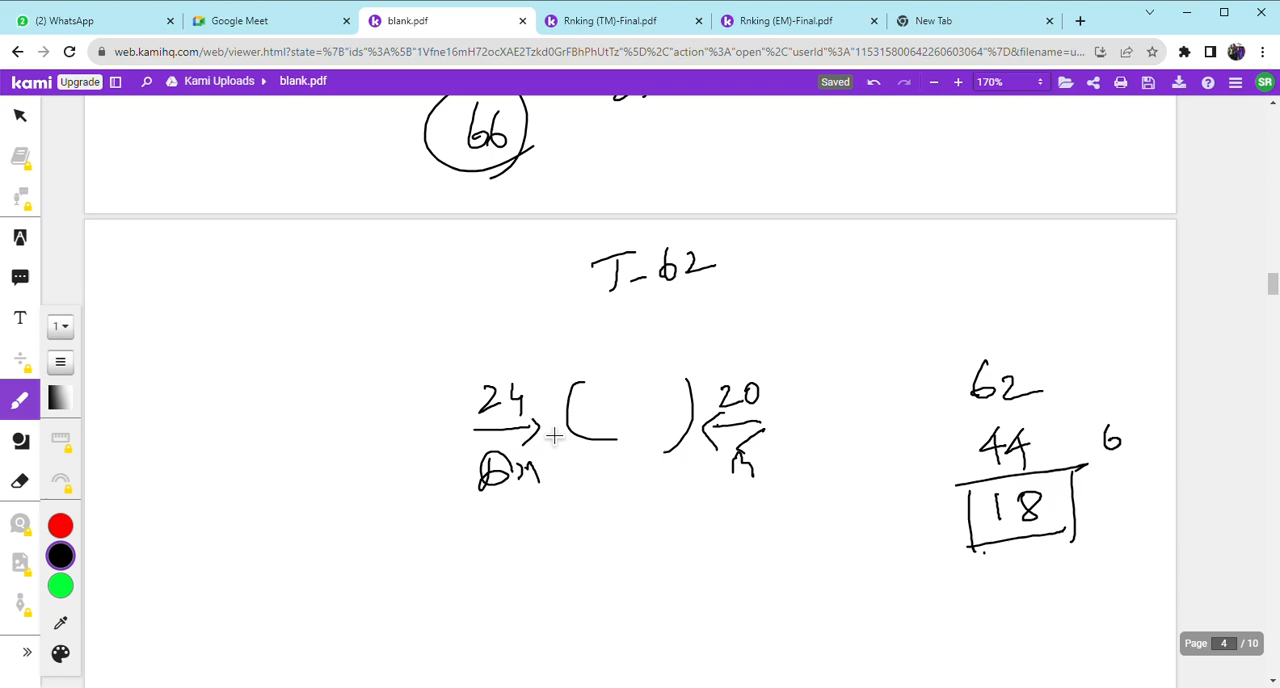 (2) WhatsApp
Google Meet
blank.pdf
Rnking (TM)-Final.pdf
Rnking (EM)-Final.pdf
New Tab
web.kamihq.com/web/viewer.html?state=%7B"ids"%3A%5B"1Vfne16mH72ocXAE2Tzkd0GrFBhPhUtTz"%5D%2C"action"%3A"open"%2C"userId"%3A"115315800642260603064"%7D&filename=u...
kami
Upgrade
Kami Uploads
blank.pdf
Saved
170%
SR
66
T - 62
24 ( ) 20
62
44
6
18
T
1
Page 4 / 10